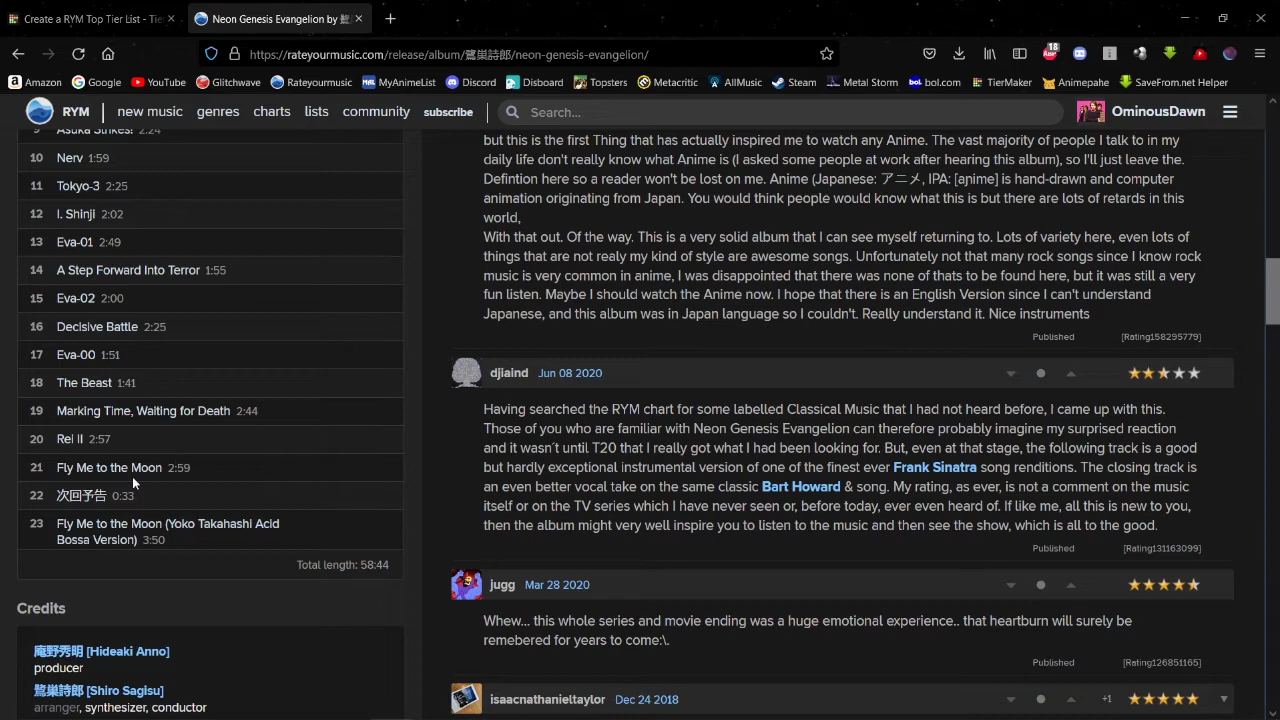 Create a RYM Top Tier List - Tie
Neon Genesis Evangelion by 鷺
https://rateyourmusic.com/release/album/鷺巣詩郎/neon-genesis-evangelion/
18
Amazon
Google
YouTube
Glitchwave
Rateyourmusic
MyAnimeList
Discord
Disboard
Topsters
Metacritic
AllMusic
Steam
Metal Storm
bol.com
TierMaker
Animepahe
SaveFrom.net Helper
RYM
new music
genres
charts
lists
community
subscribe
Search...
OminousDawn
9 Asuka Strikes! 2:24
10 Nerv 1:59
11 Tokyo-3 2:25
12 I. Shinji 2:02
13 Eva-01 2:49
14 A Step Forward Into Terror 1:55
15 Eva-02 2:00
16 Decisive Battle 2:25
17 Eva-00 1:51
18 The Beast 1:41
19 Marking Time, Waiting for Death 2:44
20 Rei II 2:57
21 Fly Me to the Moon 2:59
22 次回予告 0:33
23 Fly Me to the Moon (Yoko Takahashi Acid
Bossa Version) 3:50
Total length: 58:44
Credits
庵野秀明 [Hideaki Anno]
producer
鷺巣詩郎 [Shiro Sagisu]
arranger, synthesizer, conductor
but this is the first Thing that has actually inspired me to watch any Anime. The vast majority of people I talk to in my
daily life don't really know what Anime is (I asked some people at work after hearing this album), so I'll just leave the.
Defintion here so a reader won't be lost on me. Anime (Japanese: アニメ, IPA: [aɲime] is hand-drawn and computer
animation originating from Japan. You would think people would know what this is but there are lots of retards in this
world,
With that out. Of the way. This is a very solid album that I can see myself returning to. Lots of variety here, even lots of
things that are not realy my kind of style are awesome songs. Unfortunately not that many rock songs since I know rock
music is very common in anime, I was disappointed that there was none of thats to be found here, but it was still a very
fun listen. Maybe I should watch the Anime now. I hope that there is an English Version since I can't understand
Japanese, and this album was in Japan language so I couldn't. Really understand it. Nice instruments
Published [Rating158295779]
djiaind Jun 08 2020
Having searched the RYM chart for some labelled Classical Music that I had not heard before, I came up with this.
Those of you who are familiar with Neon Genesis Evangelion can therefore probably imagine my surprised reaction
and it wasn´t until T20 that I really got what I had been looking for. But, even at that stage, the following track is a good
but hardly exceptional instrumental version of one of the finest ever Frank Sinatra song renditions. The closing track is
an even better vocal take on the same classic Bart Howard & song. My rating, as ever, is not a comment on the music
itself or on the TV series which I have never seen or, before today, ever even heard of. If like me, all this is new to you,
then the album might very well inspire you to listen to the music and then see the show, which is all to the good.
Published [Rating131163099]
jugg Mar 28 2020
Whew... this whole series and movie ending was a huge emotional experience.. that heartburn will surely be
remebered for years to come:\.
Published [Rating126851165]
isaacnathanieltaylor Dec 24 2018 +1